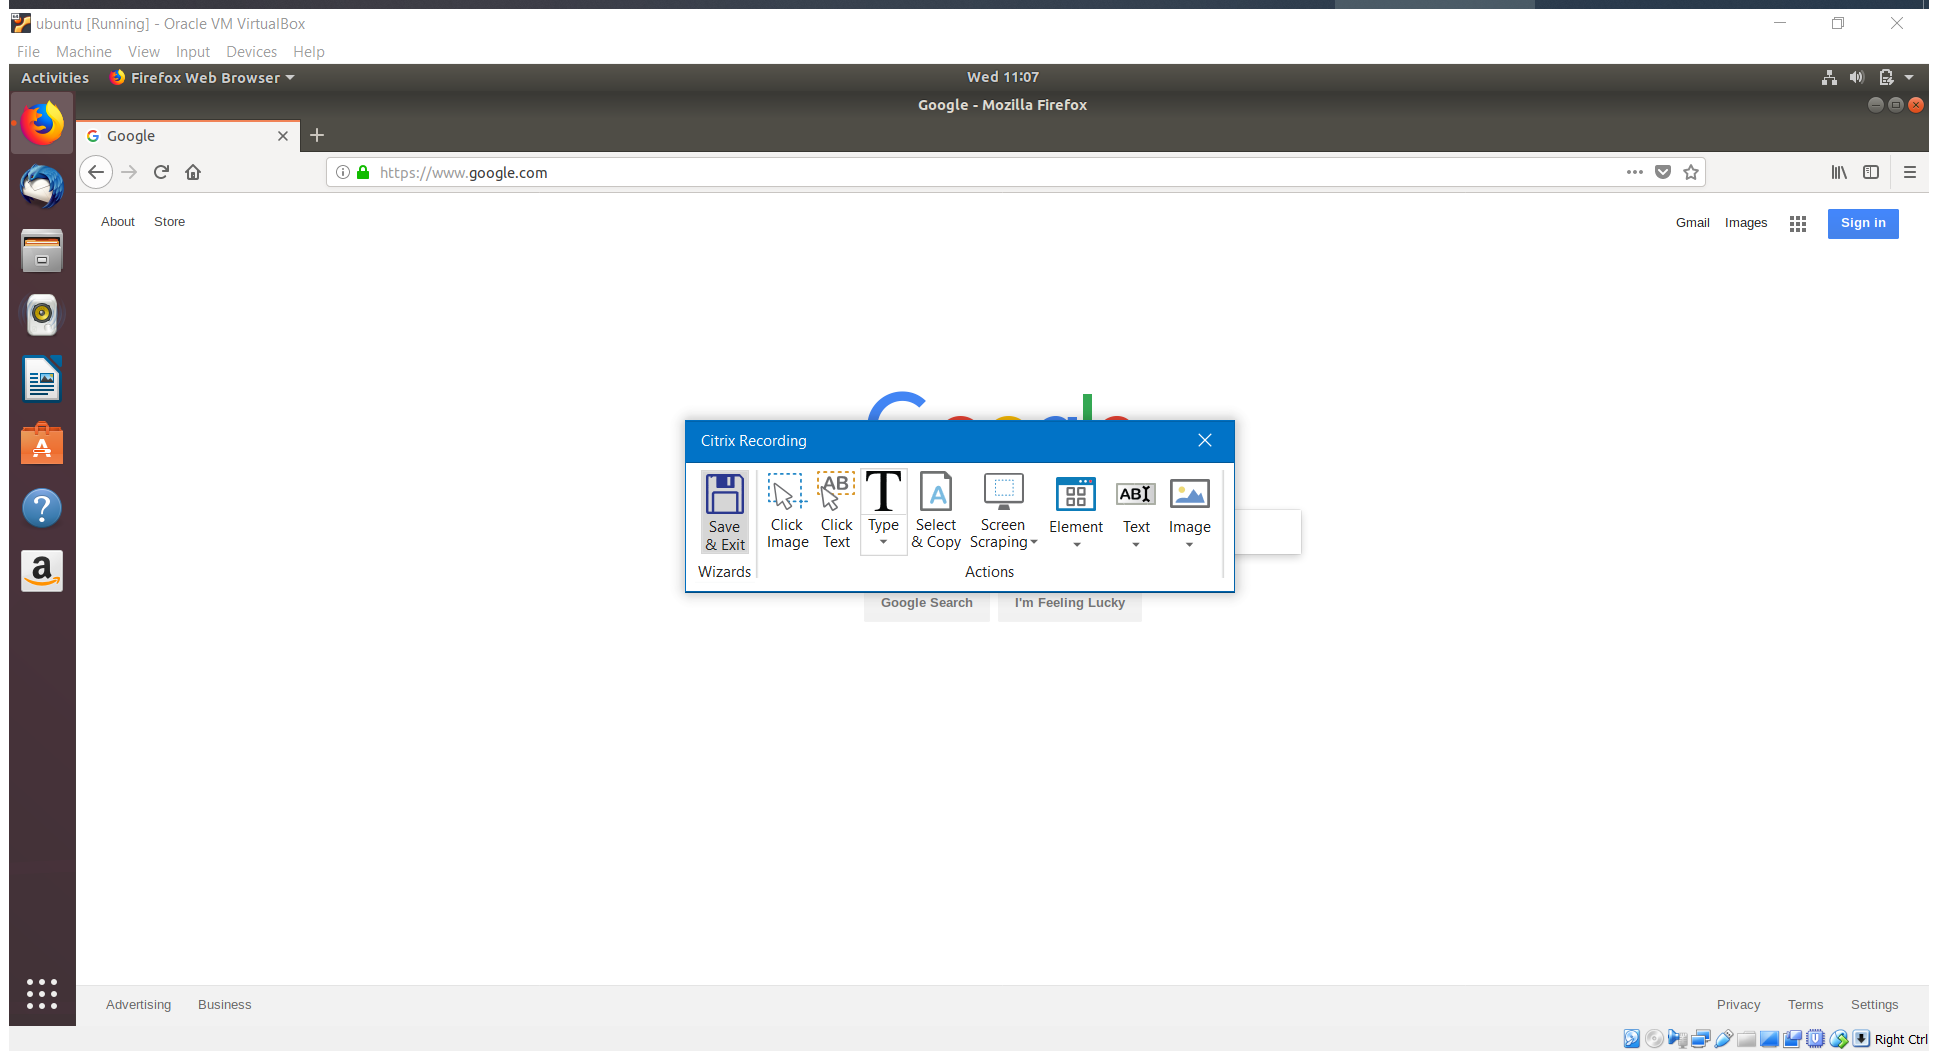 ubuntu [Running] - Oracle VM VirtualBox
File Machine View Input Devices Help
Activities Firefox Web Browser Wed 11:07
Google - Mozilla Firefox
Google
https://www.google.com
About Store Gmail Images Sign in
Google
Citrix Recording
AB
T
A
ABI
Save & Exit
Click Image
Click Text
Type
Select & Copy
Screen Scraping
Element
Text
Image
Wizards Actions
Google Search I'm Feeling Lucky
Advertising Business Privacy Terms Settings
Right Ctrl